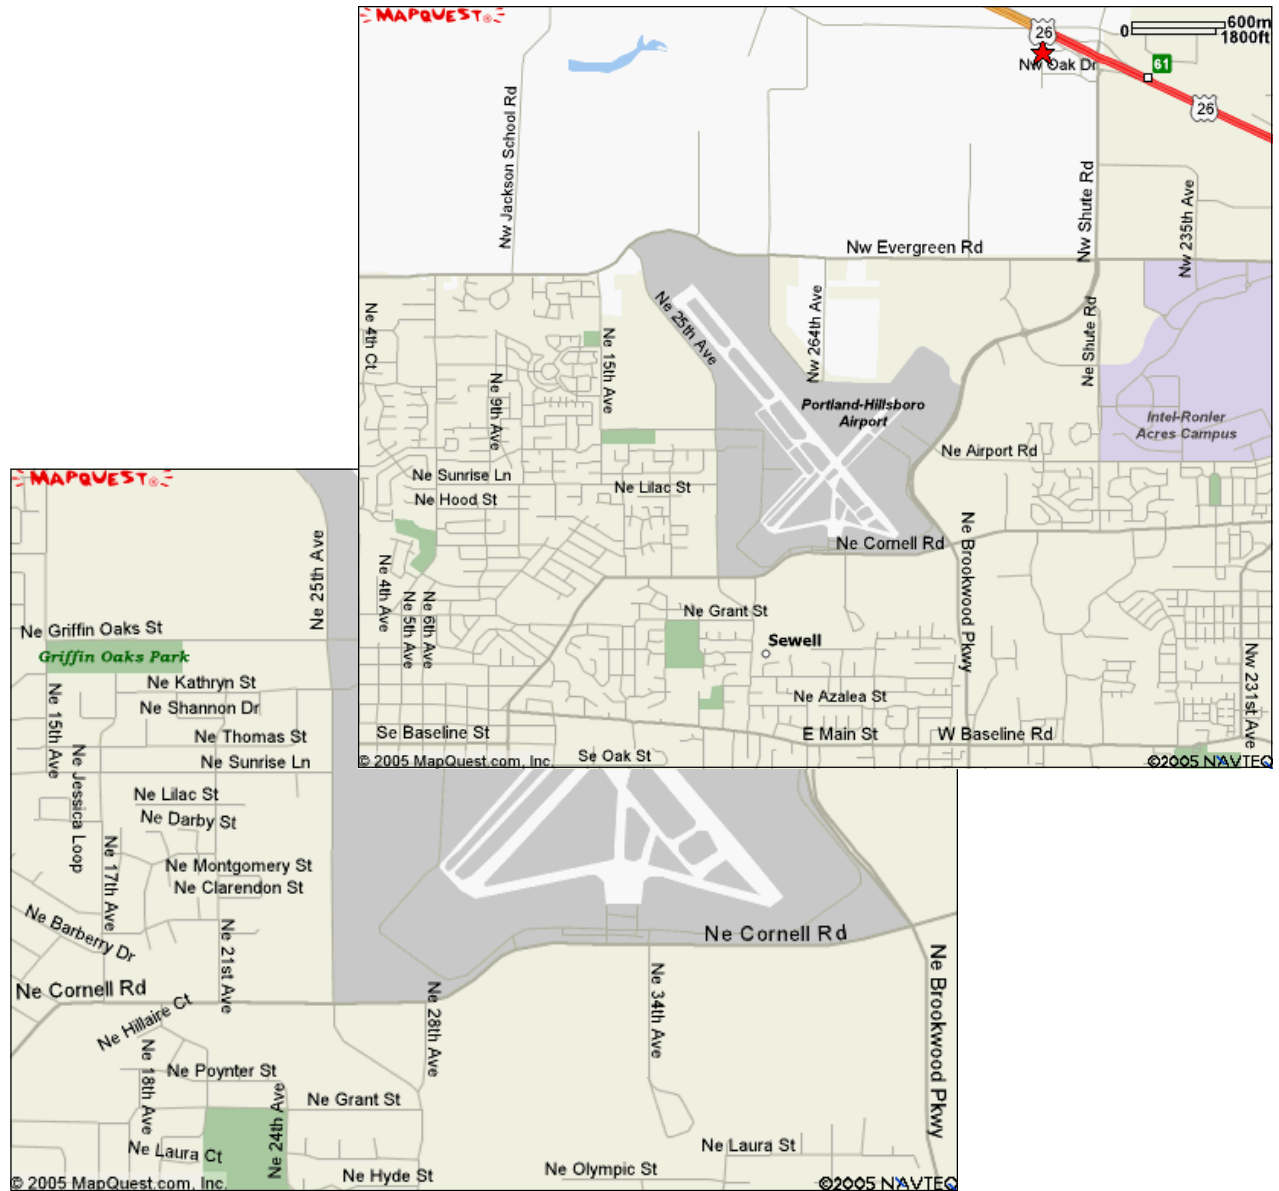 MAPQUEST®
26
0
600m
1800ft
Nw Oak Dr
61
26
Nw Jackson School Rd
Nw Shute Rd
Nw 235th Ave
Nw Evergreen Rd
Ne 4th Ct
Ne 25th Ave
Nw 264th Ave
Ne Shute Rd
Ne 15th Ave
Ne 9th Ave
Portland-Hillsboro
Airport
Intel-Ronler
Acres Campus
Ne Airport Rd
Ne Sunrise Ln
Ne Lilac St
Ne Hood St
Ne Cornell Rd
Ne Brookwood Pkwy
Ne 4th Ave
Ne 5th Ave
Ne 6th Ave
Ne Grant St
Sewell
Nw 231st Ave
Ne Azalea St
Se Baseline St
E Main St
W Baseline Rd
Se Oak St
© 2005 MapQuest.com, Inc.
©2005 NAVTEQ
MAPQUEST®
Ne 25th Ave
Ne Griffin Oaks St
Griffin Oaks Park
Ne Kathryn St
Ne 15th Ave
Ne Shannon Dr
Ne Thomas St
Ne Jessica Loop
Ne Sunrise Ln
Ne Lilac St
Ne Darby St
Ne 17th Ave
Ne Montgomery St
Ne Clarendon St
Ne Barberry Dr
Ne 21st Ave
Ne Cornell Rd
Ne Cornell Rd
Ne Hillaire Ct
Ne 28th Ave
Ne 34th Ave
Ne Brookwood Pkwy
Ne 18th Ave
Ne Poynter St
Ne 24th Ave
Ne Grant St
Ne Laura Ct
Ne Laura St
Ne Hyde St
Ne Olympic St
© 2005 MapQuest.com, Inc.
©2005 NAVTEQ